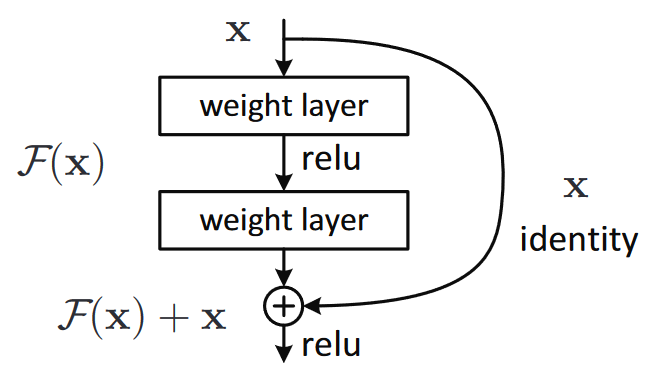 x
weight layer
relu
F(x)
weight layer
x
identity
F(x) + x
+
relu